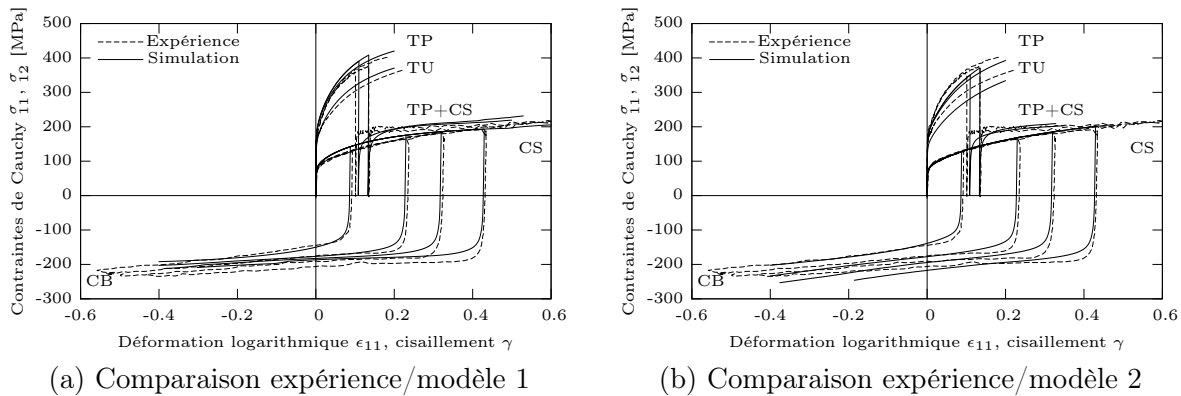 Contraintes de Cauchy σ11, σ12 [MPa]
500
400
300
200
100
0
-100
-200
-300
Expérience
Simulation
TP
TU
TP+CS
CS
CB
-0.6
-0.4
-0.2
0
0.2
0.4
0.6
Déformation logarithmique ϵ11, cisaillement γ
(a) Comparaison expérience/modèle 1
Contraintes de Cauchy σ11, σ12 [MPa]
500
400
300
200
100
0
-100
-200
-300
Expérience
Simulation
TP
TU
TP+CS
CS
CB
-0.6
-0.4
-0.2
0
0.2
0.4
0.6
Déformation logarithmique ϵ11, cisaillement γ
(b) Comparaison expérience/modèle 2